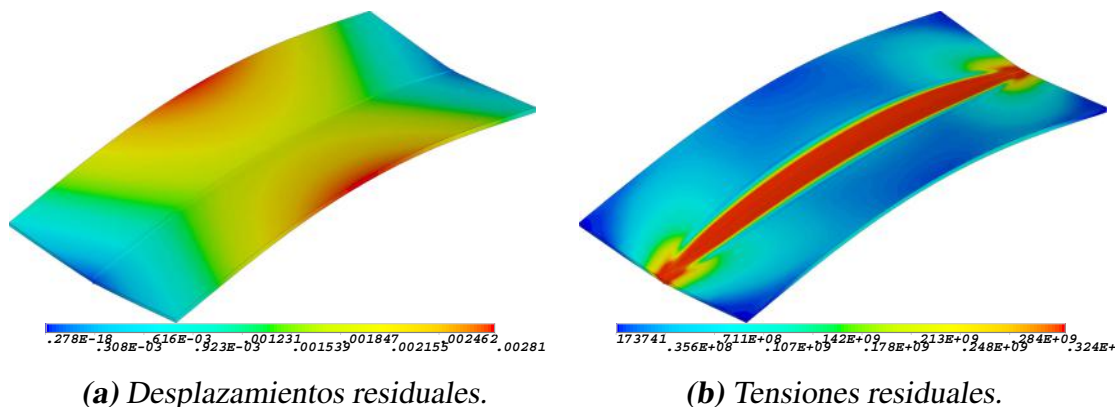 .278E-18 .616E-03 .001231 .001847 .002462
.308E-03 .923E-03 .001539 .002155 .00281
173741 .711E+08 .142E+09 .213E+09 .284E+09
.356E+08 .107E+09 .178E+09 .248E+09 .324E+
(a) Desplazamientos residuales.
(b) Tensiones residuales.